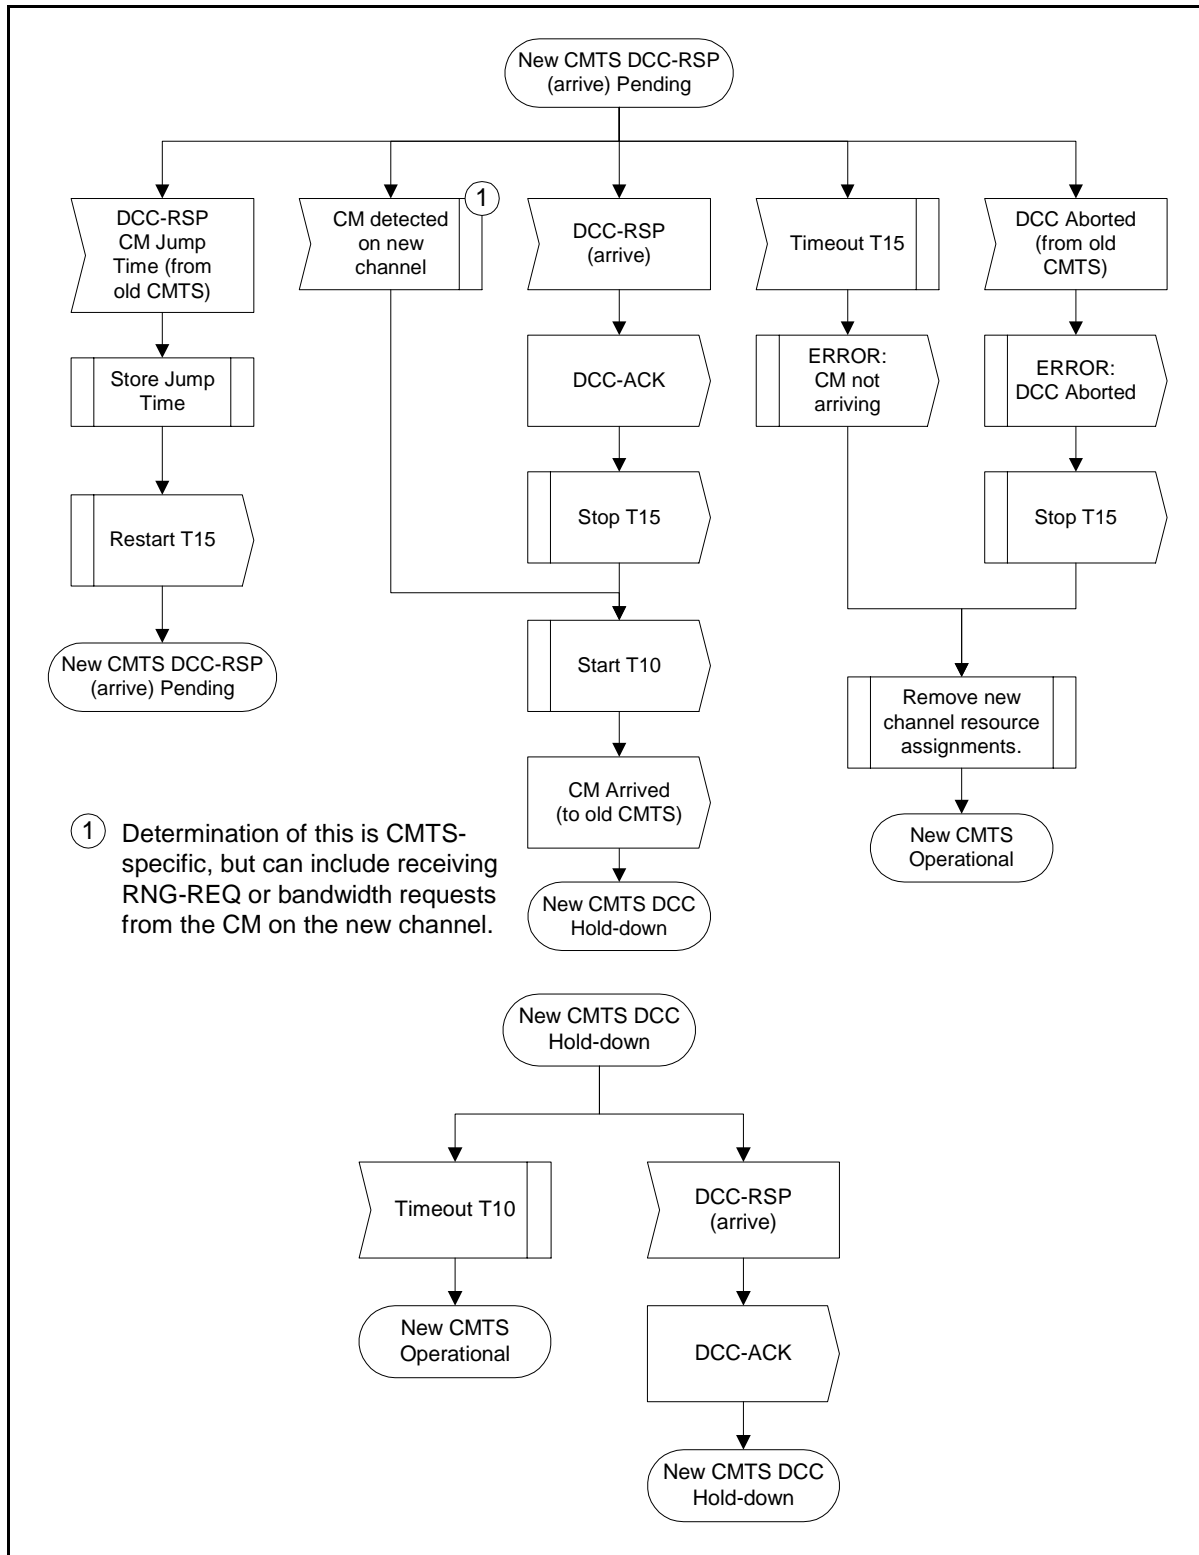 New CMTS DCC-RSP
(arrive) Pending
DCC-RSP
CM Jump
Time (from
old CMTS)
Store Jump
Time
Restart T15
New CMTS DCC-RSP
(arrive) Pending
1
CM detected
on new
channel
DCC-RSP
(arrive)
DCC-ACK
Stop T15
Start T10
CM Arrived
(to old CMTS)
New CMTS DCC
Hold-down
Timeout T15
ERROR:
CM not
arriving
DCC Aborted
(from old
CMTS)
ERROR:
DCC Aborted
Stop T15
Remove new
channel resource
assignments.
New CMTS
Operational
1 Determination of this is CMTS-
specific, but can include receiving
RNG-REQ or bandwidth requests
from the CM on the new channel.
New CMTS DCC
Hold-down
Timeout T10
New CMTS
Operational
DCC-RSP
(arrive)
DCC-ACK
New CMTS DCC
Hold-down